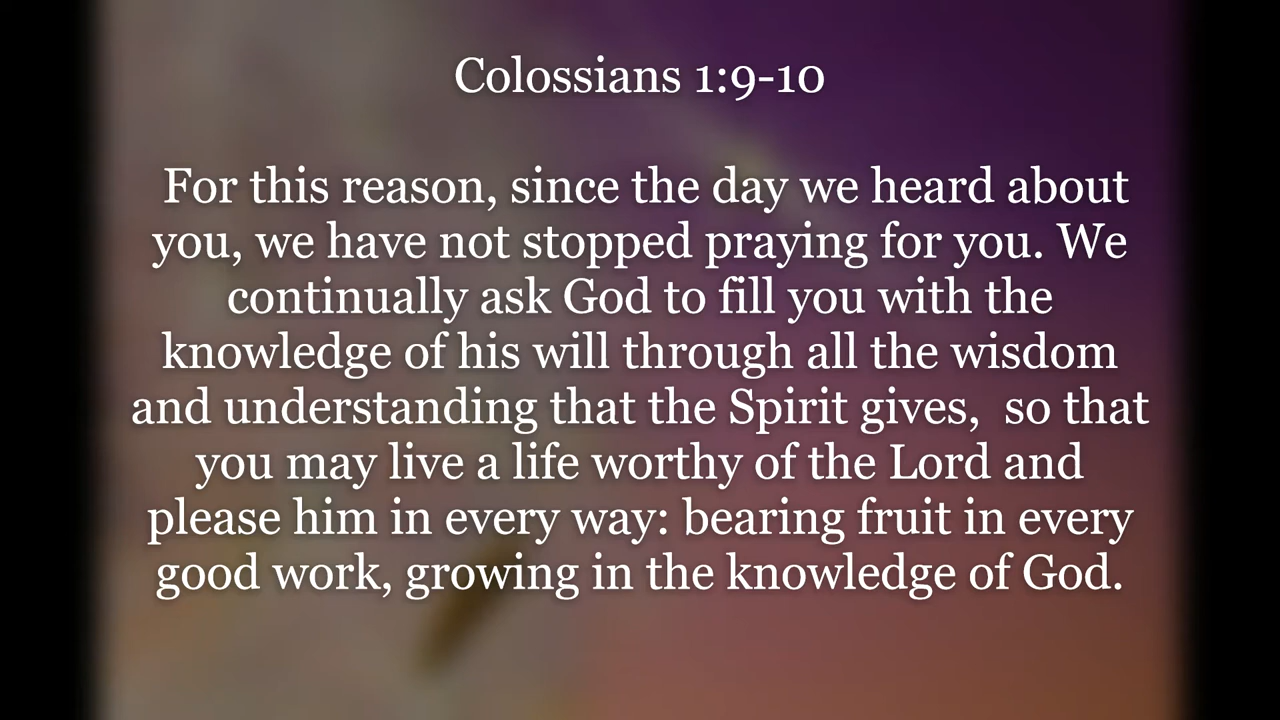 Colossians 1:9-10
For this reason, since the day we heard about
you, we have not stopped praying for you. We
continually ask God to fill you with the
knowledge of his will through all the wisdom
and understanding that the Spirit gives,  so that
you may live a life worthy of the Lord and
please him in every way: bearing fruit in every
good work, growing in the knowledge of God.